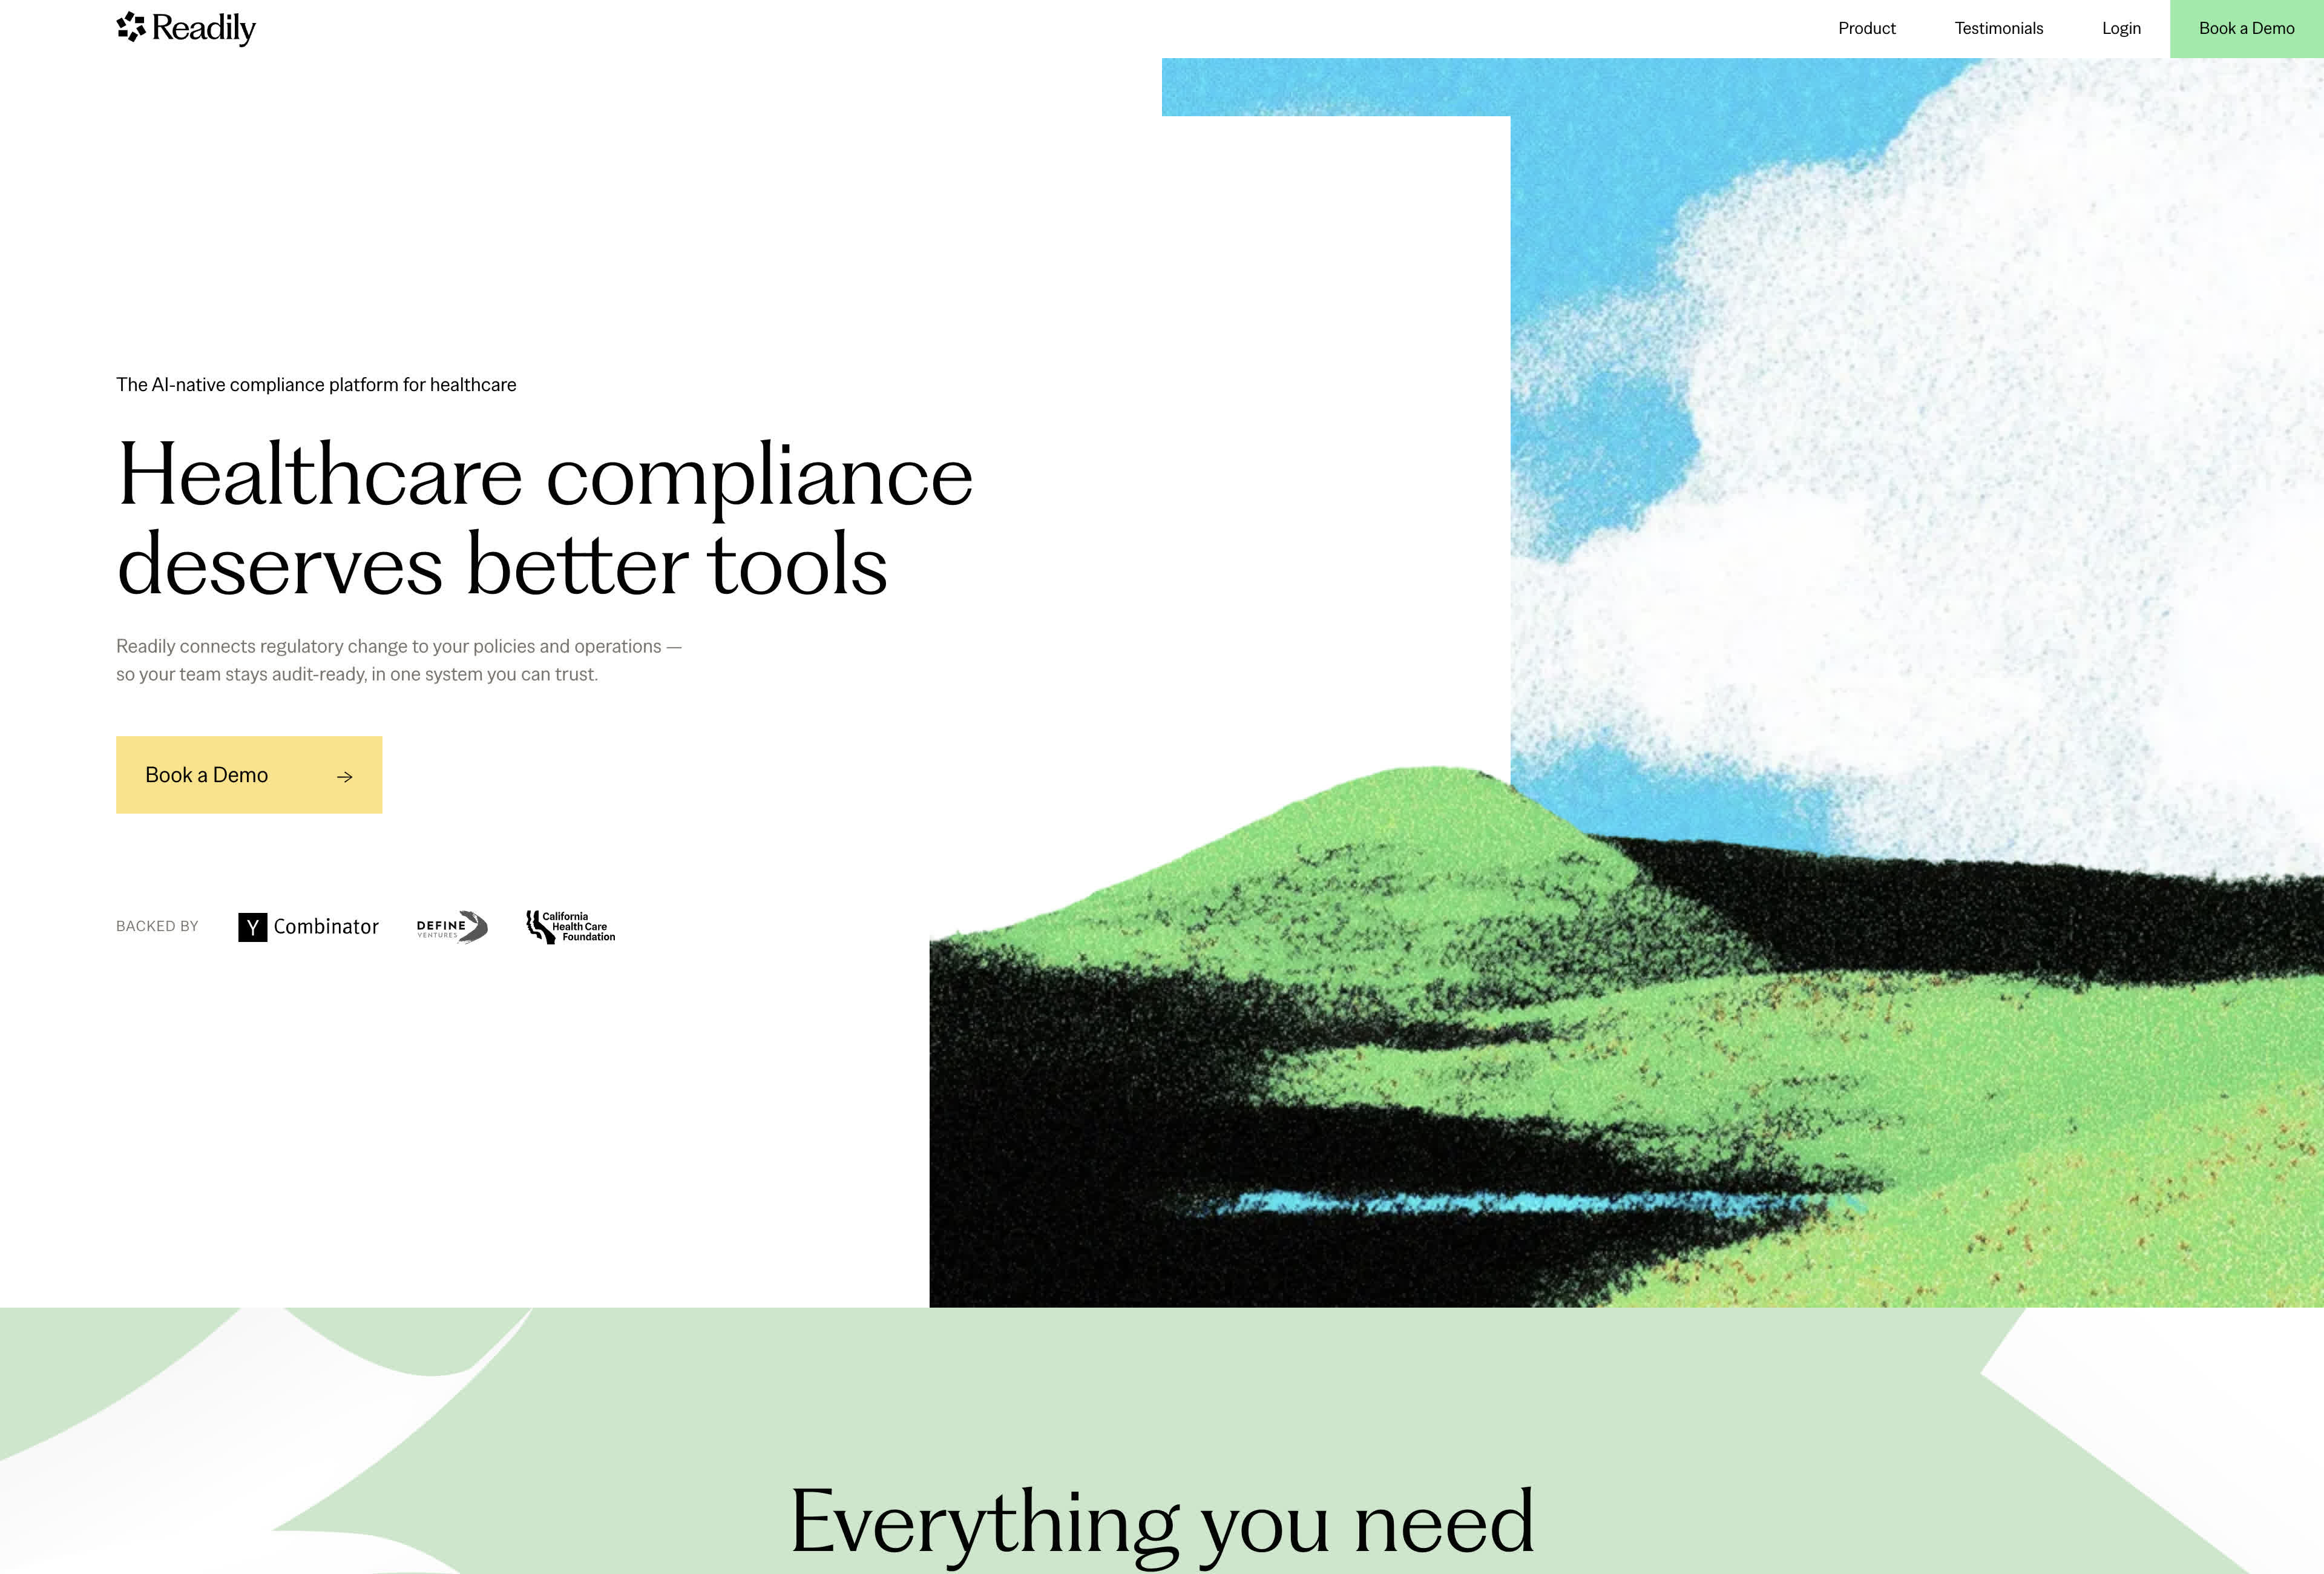 Readily
Product
Testimonials
Login
Book a Demo
The AI-native compliance platform for healthcare
Healthcare compliance
deserves better tools
Readily connects regulatory change to your policies and operations —
so your team stays audit-ready, in one system you can trust.
Book a Demo →
BACKED BY
Y Combinator
DEFINE
VENTURES
California
Health Care
Foundation
Everything you need